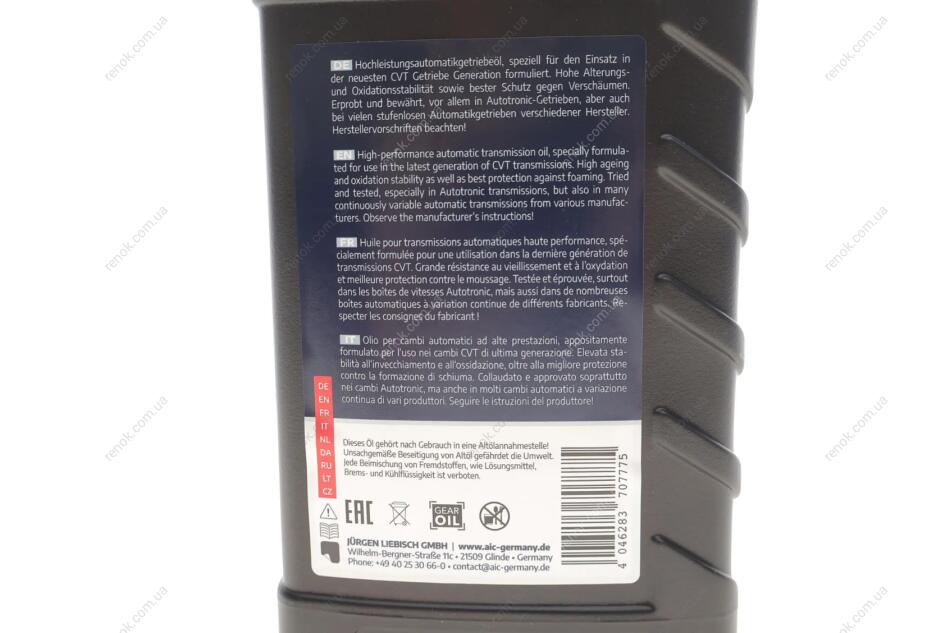 DE Hochleistungsautomatikgetriebeöl, speziell für den Einsatz in
der neuesten CVT Getriebe Generation formuliert. Hohe Alterungs-
und Oxidationsstabilität sowie bester Schutz gegen Verschäumen.
Erprobt und bewährt, vor allem in Autotronic-Getrieben, aber auch
bei vielen stufenlosen Automatikgetrieben verschiedener Hersteller.
Herstellervorschriften beachten!
EN High-performance automatic transmission oil, specially formula-
ted for use in the latest generation of CVT transmissions. High ageing
and oxidation stability as well as best protection against foaming. Tried
and tested, especially in Autotronic transmissions, but also in many
continuously variable automatic transmissions from various manufac-
turers. Observe the manufacturer's instructions!
FR Huile pour transmissions automatiques haute performance, spé-
cialement formulée pour une utilisation dans la dernière génération de
transmissions CVT. Grande résistance au vieillissement et à l'oxydation
et meilleure protection contre le moussage. Testée et éprouvée, surtout
dans les boîtes de vitesses Autotronic, mais aussi dans de nombreuses
boîtes automatiques à variation continue de différents fabricants. Re-
specter les consignes du fabricant !
IT Olio per cambi automatici ad alte prestazioni, appositamente
formulato per l'uso nei cambi CVT di ultima generazione. Elevata sta-
bilità all'invecchiamento e all'ossidazione, oltre alla migliore protezione
contro la formazione di schiuma. Collaudato e approvato soprattutto
nei cambi Autotronic, ma anche in molti cambi automatici a variazione
continua di vari produttori. Seguire le istruzioni del produttore!
DE
EN
FR
IT
NL
DA
RU
LT
CZ
Dieses Öl gehört nach Gebrauch in eine Altölannahmestelle!
Unsachgemäße Beseitigung von Altöl gefährdet die Umwelt.
Jede Beimischung von Fremdstoffen, wie Lösungsmittel,
Brems- und Kühlflüssigkeit ist verboten.
EAC
GEAR
OIL
JÜRGEN LIEBISCH GMBH | www.aic-germany.de
Wilhelm-Bergner-Straße 11c • 21509 Glinde • Germany
Phone: +49 40 25 30 66-0 • contact@aic-germany.de
4 046283 707775
renok.com.ua